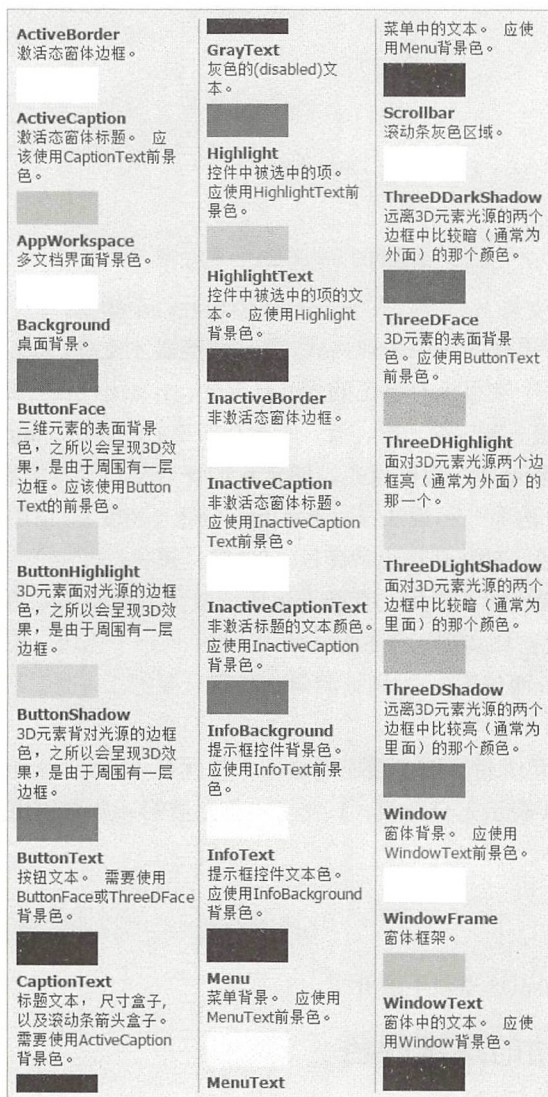 ActiveBorder
激活态窗体边框。
ActiveCaption
激活态窗体标题。 应
该使用CaptionText前景
色。
AppWorkspace
多文档界面背景色。
Background
桌面背景。
ButtonFace
三维元素的表面背景
色，之所以会呈现3D效
果，是由于周围有一层
边框。应该使用Button
Text的前景色。
ButtonHighlight
3D元素面对光源的边框
色，之所以会呈现3D效
果，是由于周围有一层
边框。
ButtonShadow
3D元素背对光源的边框
色，之所以会呈现3D效
果，是由于周围有一层
边框。
ButtonText
按钮文本。 需要使用
ButtonFace或ThreeDFace
背景色。
CaptionText
标题文本， 尺寸盒子,
以及滚动条箭头盒子。
需要使用ActiveCaption
背景色。
GrayText
灰色的(disabled)文
本。
Highlight
控件中被选中的项。
应使用HighlightText前
景色。
HighlightText
控件中被选中的项的文
本。 应使用Highlight
背景色。
InactiveBorder
非激活态窗体边框。
InactiveCaption
非激活态窗体标题。
应使用InactiveCaption
Text前景色。
InactiveCaptionText
非激活标题的文本颜色。
应使用InactiveCaption
背景色。
InfoBackground
提示框控件背景色。
应使用InfoText前景
色。
InfoText
提示框控件文本色。
应使用InfoBackground
背景色。
Menu
菜单背景。 应使用
MenuText前景色。
MenuText
菜单中的文本。 应使
用Menu背景色。
Scrollbar
滚动条灰色区域。
ThreeDDarkShadow
远离3D元素光源的两个
边框中比较暗（通常为
外面）的那个颜色。
ThreeDFace
3D元素的表面背景
色。应使用ButtonText
前景色。
ThreeDHighlight
面对3D元素光源两个边
框亮（通常为外面）的
那一个。
ThreeDLightShadow
面对3D元素光源的两个
边框中比较暗（通常为
里面）的那个颜色。
ThreeDShadow
远离3D元素光源的两个
边框中比较亮（通常为
里面）的那个颜色。
Window
窗体背景。 应使用
WindowText前景色。
WindowFrame
窗体框架。
WindowText
窗体中的文本。 应使
用Window背景色。